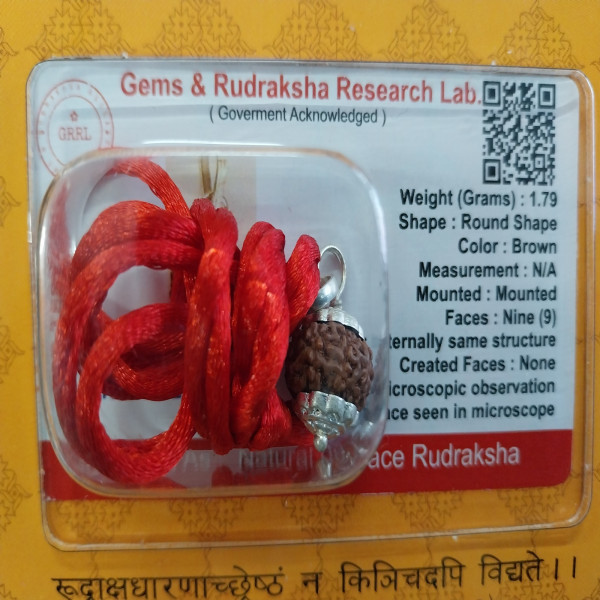 Gems & Rudraksha Research Lab.
( Goverment Acknowledged )
GRRL
Weight (Grams) : 1.79
Shape : Round Shape
Color : Brown
Measurement : N/A
Mounted : Mounted
Faces : Nine (9)
ternally same structure
Created Faces : None
icroscopic observation
ace seen in microscope
Natural ace Rudraksha
रूद्राक्षधारणाच्छ्रेष्ठं न किञ्चिदपि विद्यते।।